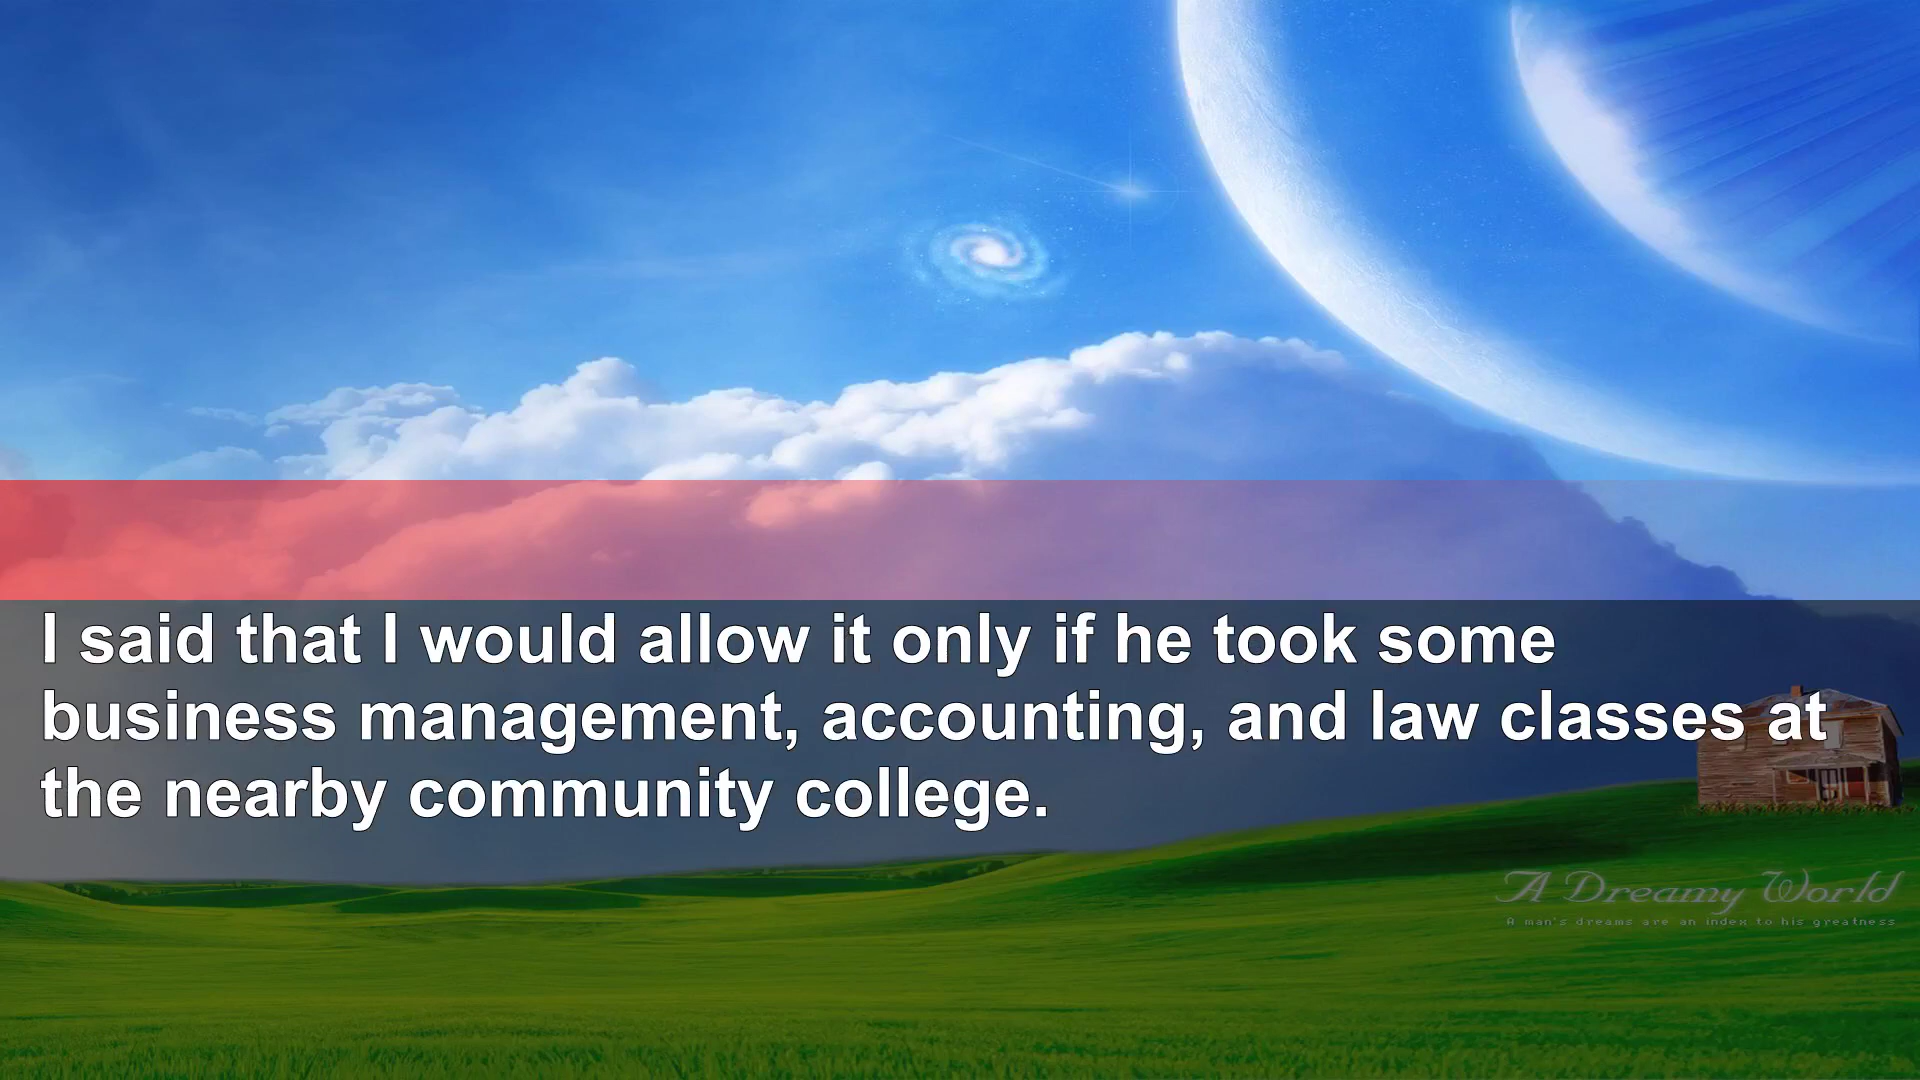 I said that I would allow it only if he took some
business management, accounting, and law classes at
the nearby community college.
A Dreamy World
A man's dreams are an index to his greatness